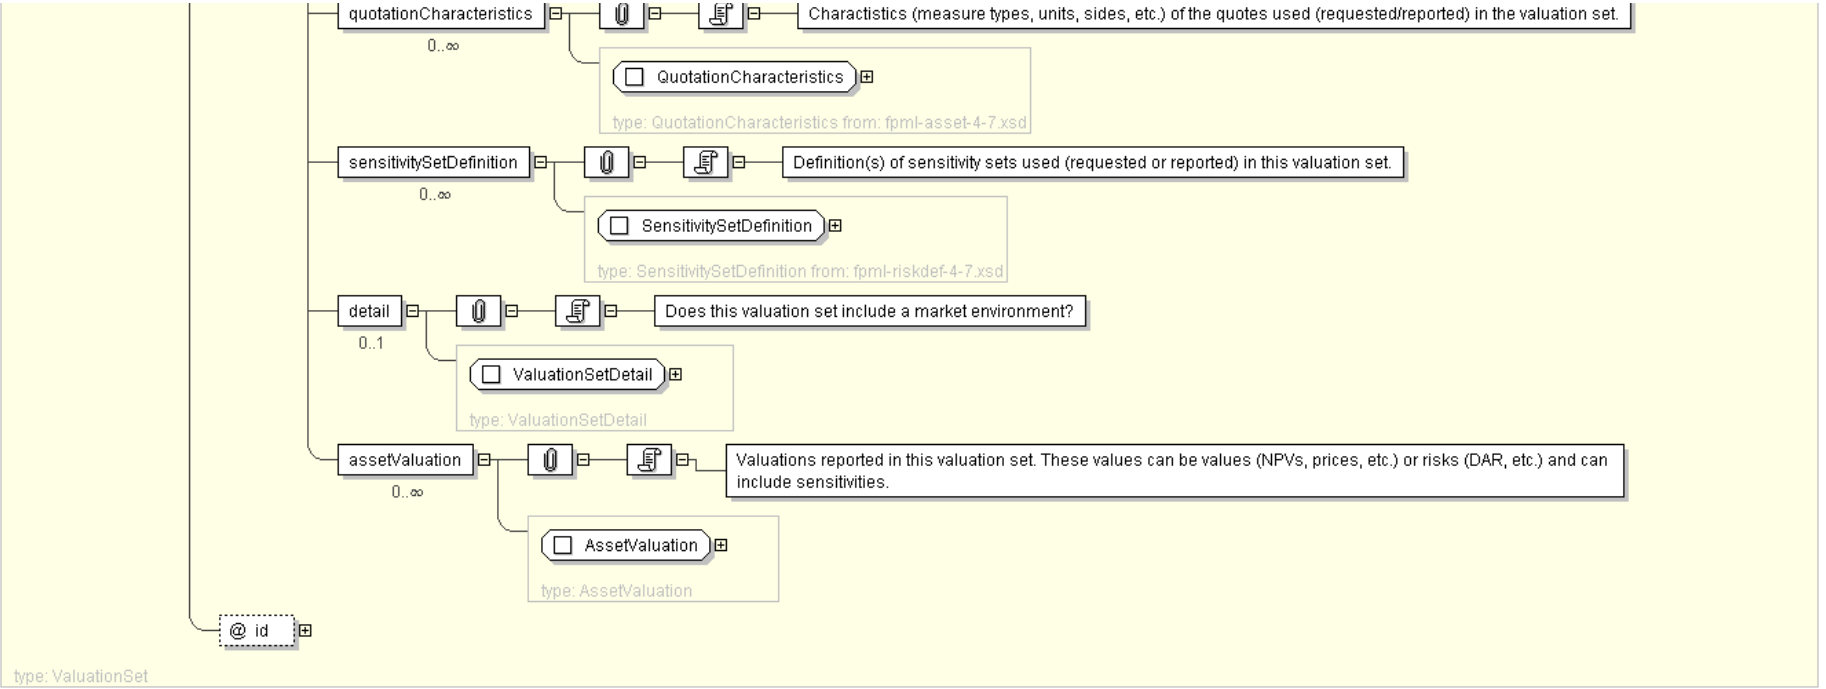 quotationCharacteristics
Charactistics (measure types, units, sides, etc.) of the quotes used (requested/reported) in the valuation set.
0..∞
QuotationCharacteristics
type: QuotationCharacteristics from: fpml-asset-4-7.xsd
sensitivitySetDefinition
Definition(s) of sensitivity sets used (requested or reported) in this valuation set.
0..∞
SensitivitySetDefinition
type: SensitivitySetDefinition from: fpml-riskdef-4-7.xsd
detail
Does this valuation set include a market environment?
0..1
ValuationSetDetail
type: ValuationSetDetail
assetValuation
Valuations reported in this valuation set. These values can be values (NPVs, prices, etc.) or risks (DAR, etc.) and can
include sensitivities.
0..∞
AssetValuation
type: AssetValuation
@ id
type: ValuationSet